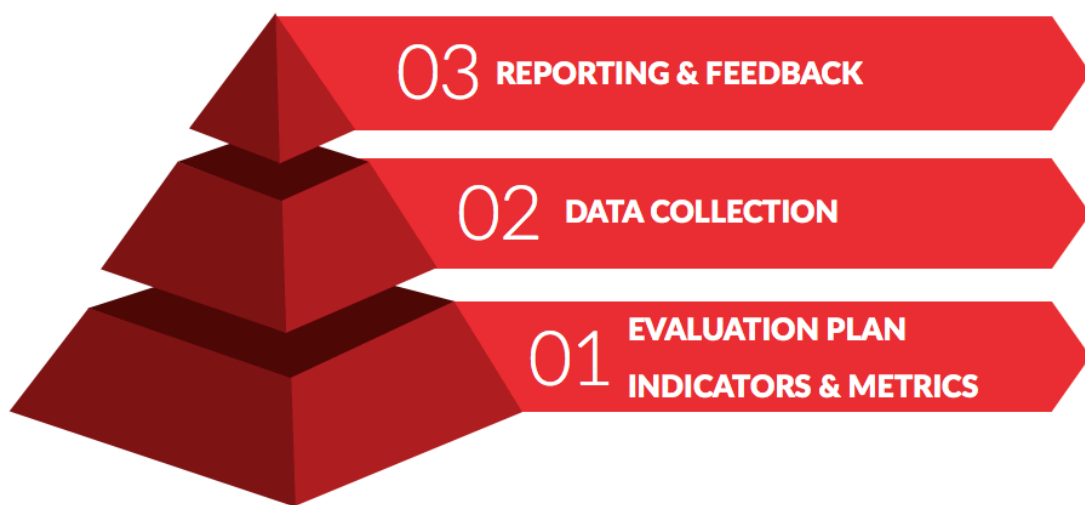 03 REPORTING & FEEDBACK
02 DATA COLLECTION
01 EVALUATION PLAN
INDICATORS & METRICS